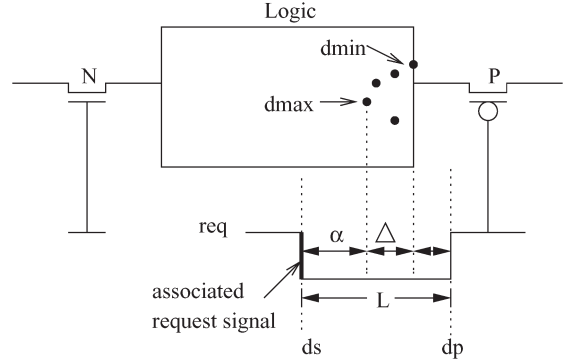 Logic
dmin
N
P
dmax
req
α
△
associated
request signal
L
ds
dp